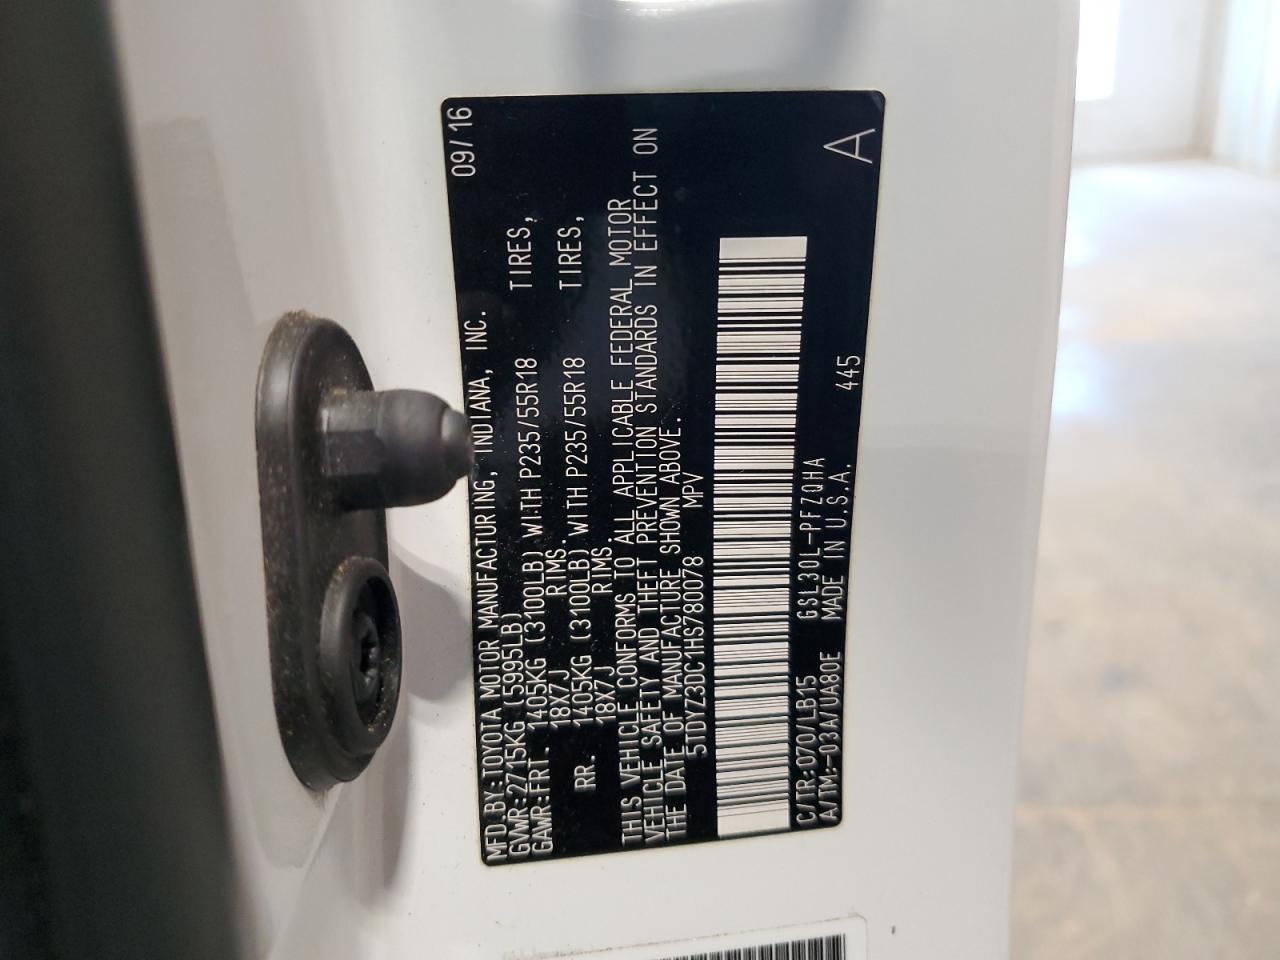 MFD.BY:TOYOTA MOTOR MANUFACTURING, INDIANA, INC. 09/16
GVWR:2715KG (5995LB)
GAWR:FRT. 1405KG (3100LB) WITH P235/55R18 TIRES,
18X7J RIMS.
RR. 1405KG (3100LB) WITH P235/55R18 TIRES,
18X7J RIMS.
THIS VEHICLE CONFORMS TO ALL APPLICABLE FEDERAL MOTOR
VEHICLE SAFETY AND THEFT PREVENTION STANDARDS IN EFFECT ON
THE DATE OF MANUFACTURE SHOWN ABOVE.
5TDYZ3DC1HS780078 MPV
C/TR:070/LB15 GSL30L-PFZQHA
A/TM:-03A/UA80E MADE IN U.S.A. 445 A